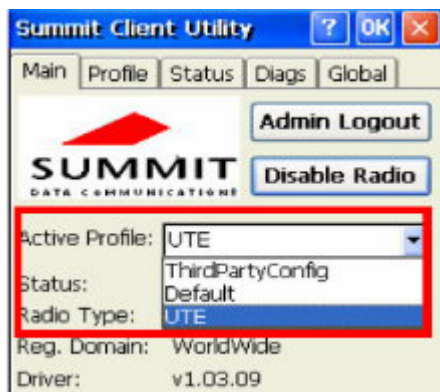 Summit Client Utility ? OK
Main Profile Status Diags Global
Admin Logout
SUMMIT
DATA COMMUNICATIONS
Disable Radio
Active Profile: UTE
ThirdPartyConfig
Status:
Default
Radio Type: UTE
Reg. Domain: WorldWide
Driver: v1.03.09